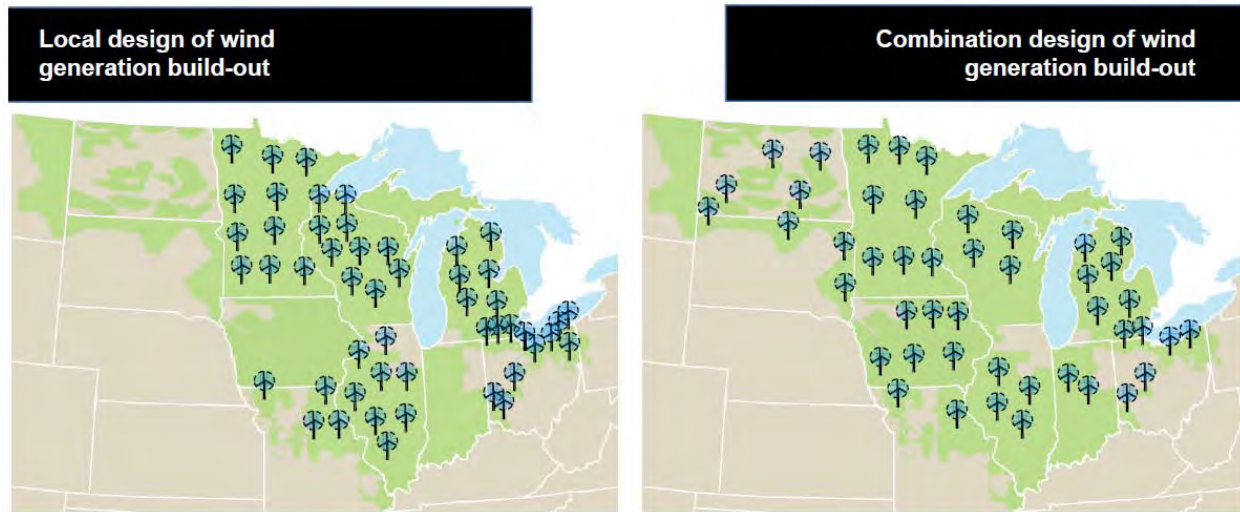 Local design of wind
generation build-out
Combination design of wind
generation build-out